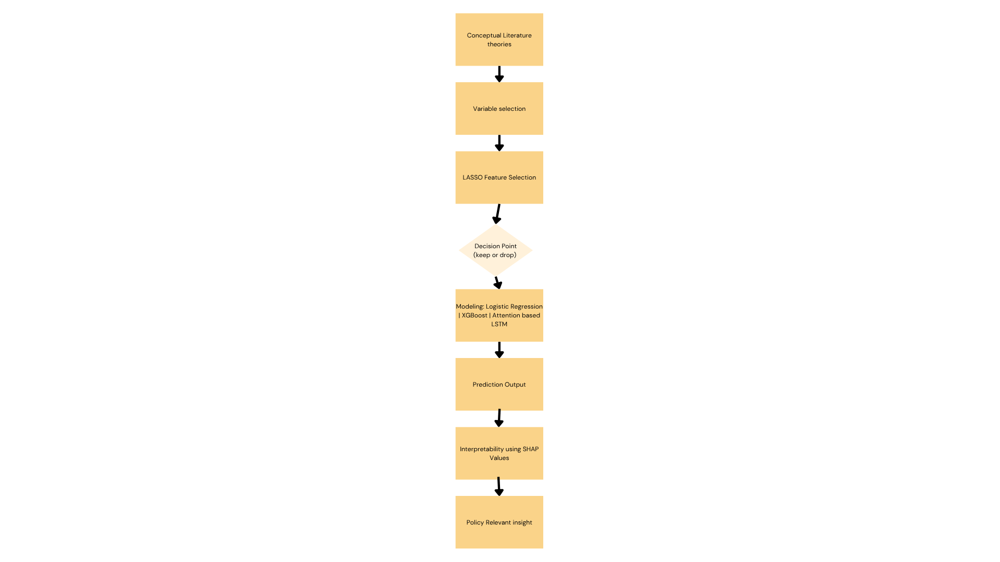 Conceptual Literature
theories
Variable selection
LASSO Feature Selection
Decision Point
(keep or drop)
Modeling: Logistic Regression
| XGBoost | Attention based
LSTM
Prediction Output
Interpretability using SHAP
Values
Policy Relevant insight